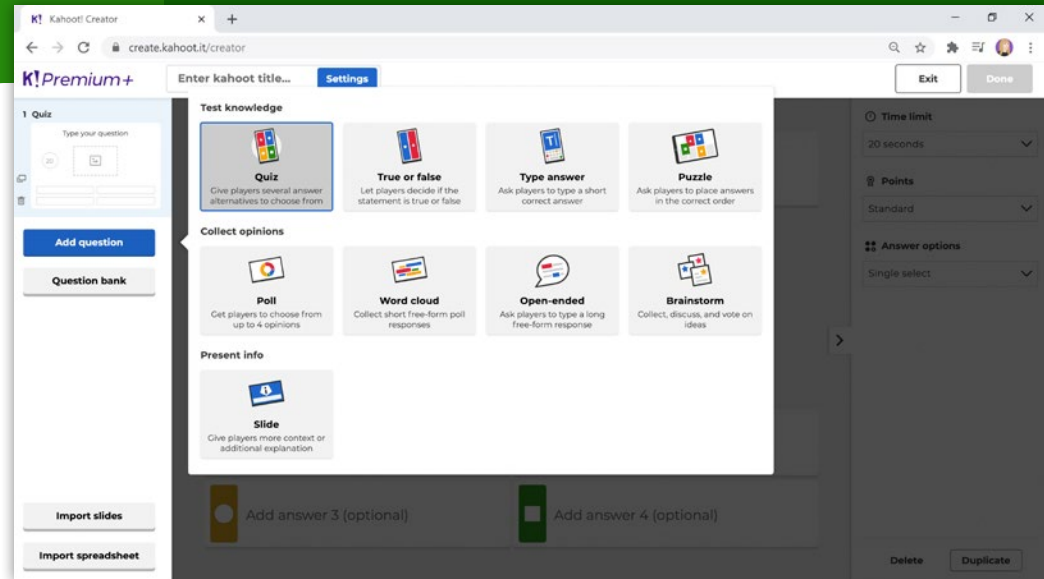 K! Kahoot! Creator
create.kahoot.it/creator
K! Premium+
Enter kahoot title...
Settings
Exit
Done
1 Quiz
Type your question
20
Add question
Question bank
Import slides
Import spreadsheet
Test knowledge
Quiz
Give players several answer
alternatives to choose from
True or false
Let players decide if the
statement is true or false
Type answer
Ask players to type a short
correct answer
Puzzle
Ask players to place answers
in the correct order
Collect opinions
Poll
Get players to choose from
up to 4 opinions
Word cloud
Collect short free-form poll
responses
Open-ended
Ask players to type a long
free-form response
Brainstorm
Collect, discuss, and vote on
ideas
Present info
Slide
Give players more context or
additional explanation
Add answer 3 (optional)
Add answer 4 (optional)
Time limit
20 seconds
Points
Standard
Answer options
Single select
Delete
Duplicate